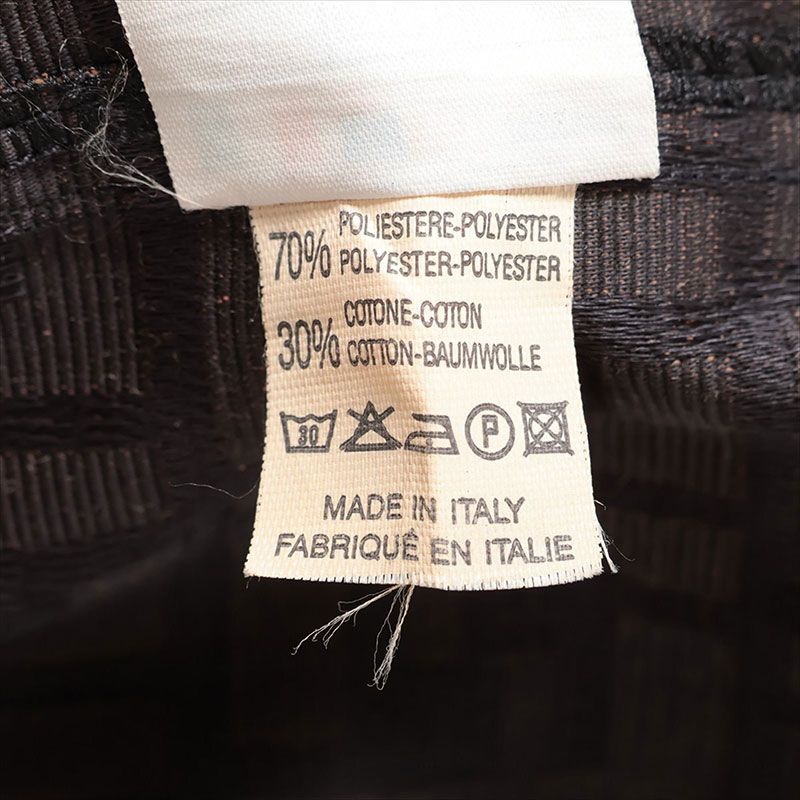 70% POLIESTERE-POLYESTER
POLYESTER-POLYESTER
30% COTONE-COTON
COTTON-BAUMWOLLE
30 P
MADE IN ITALY
FABRIQUÉ EN ITALIE